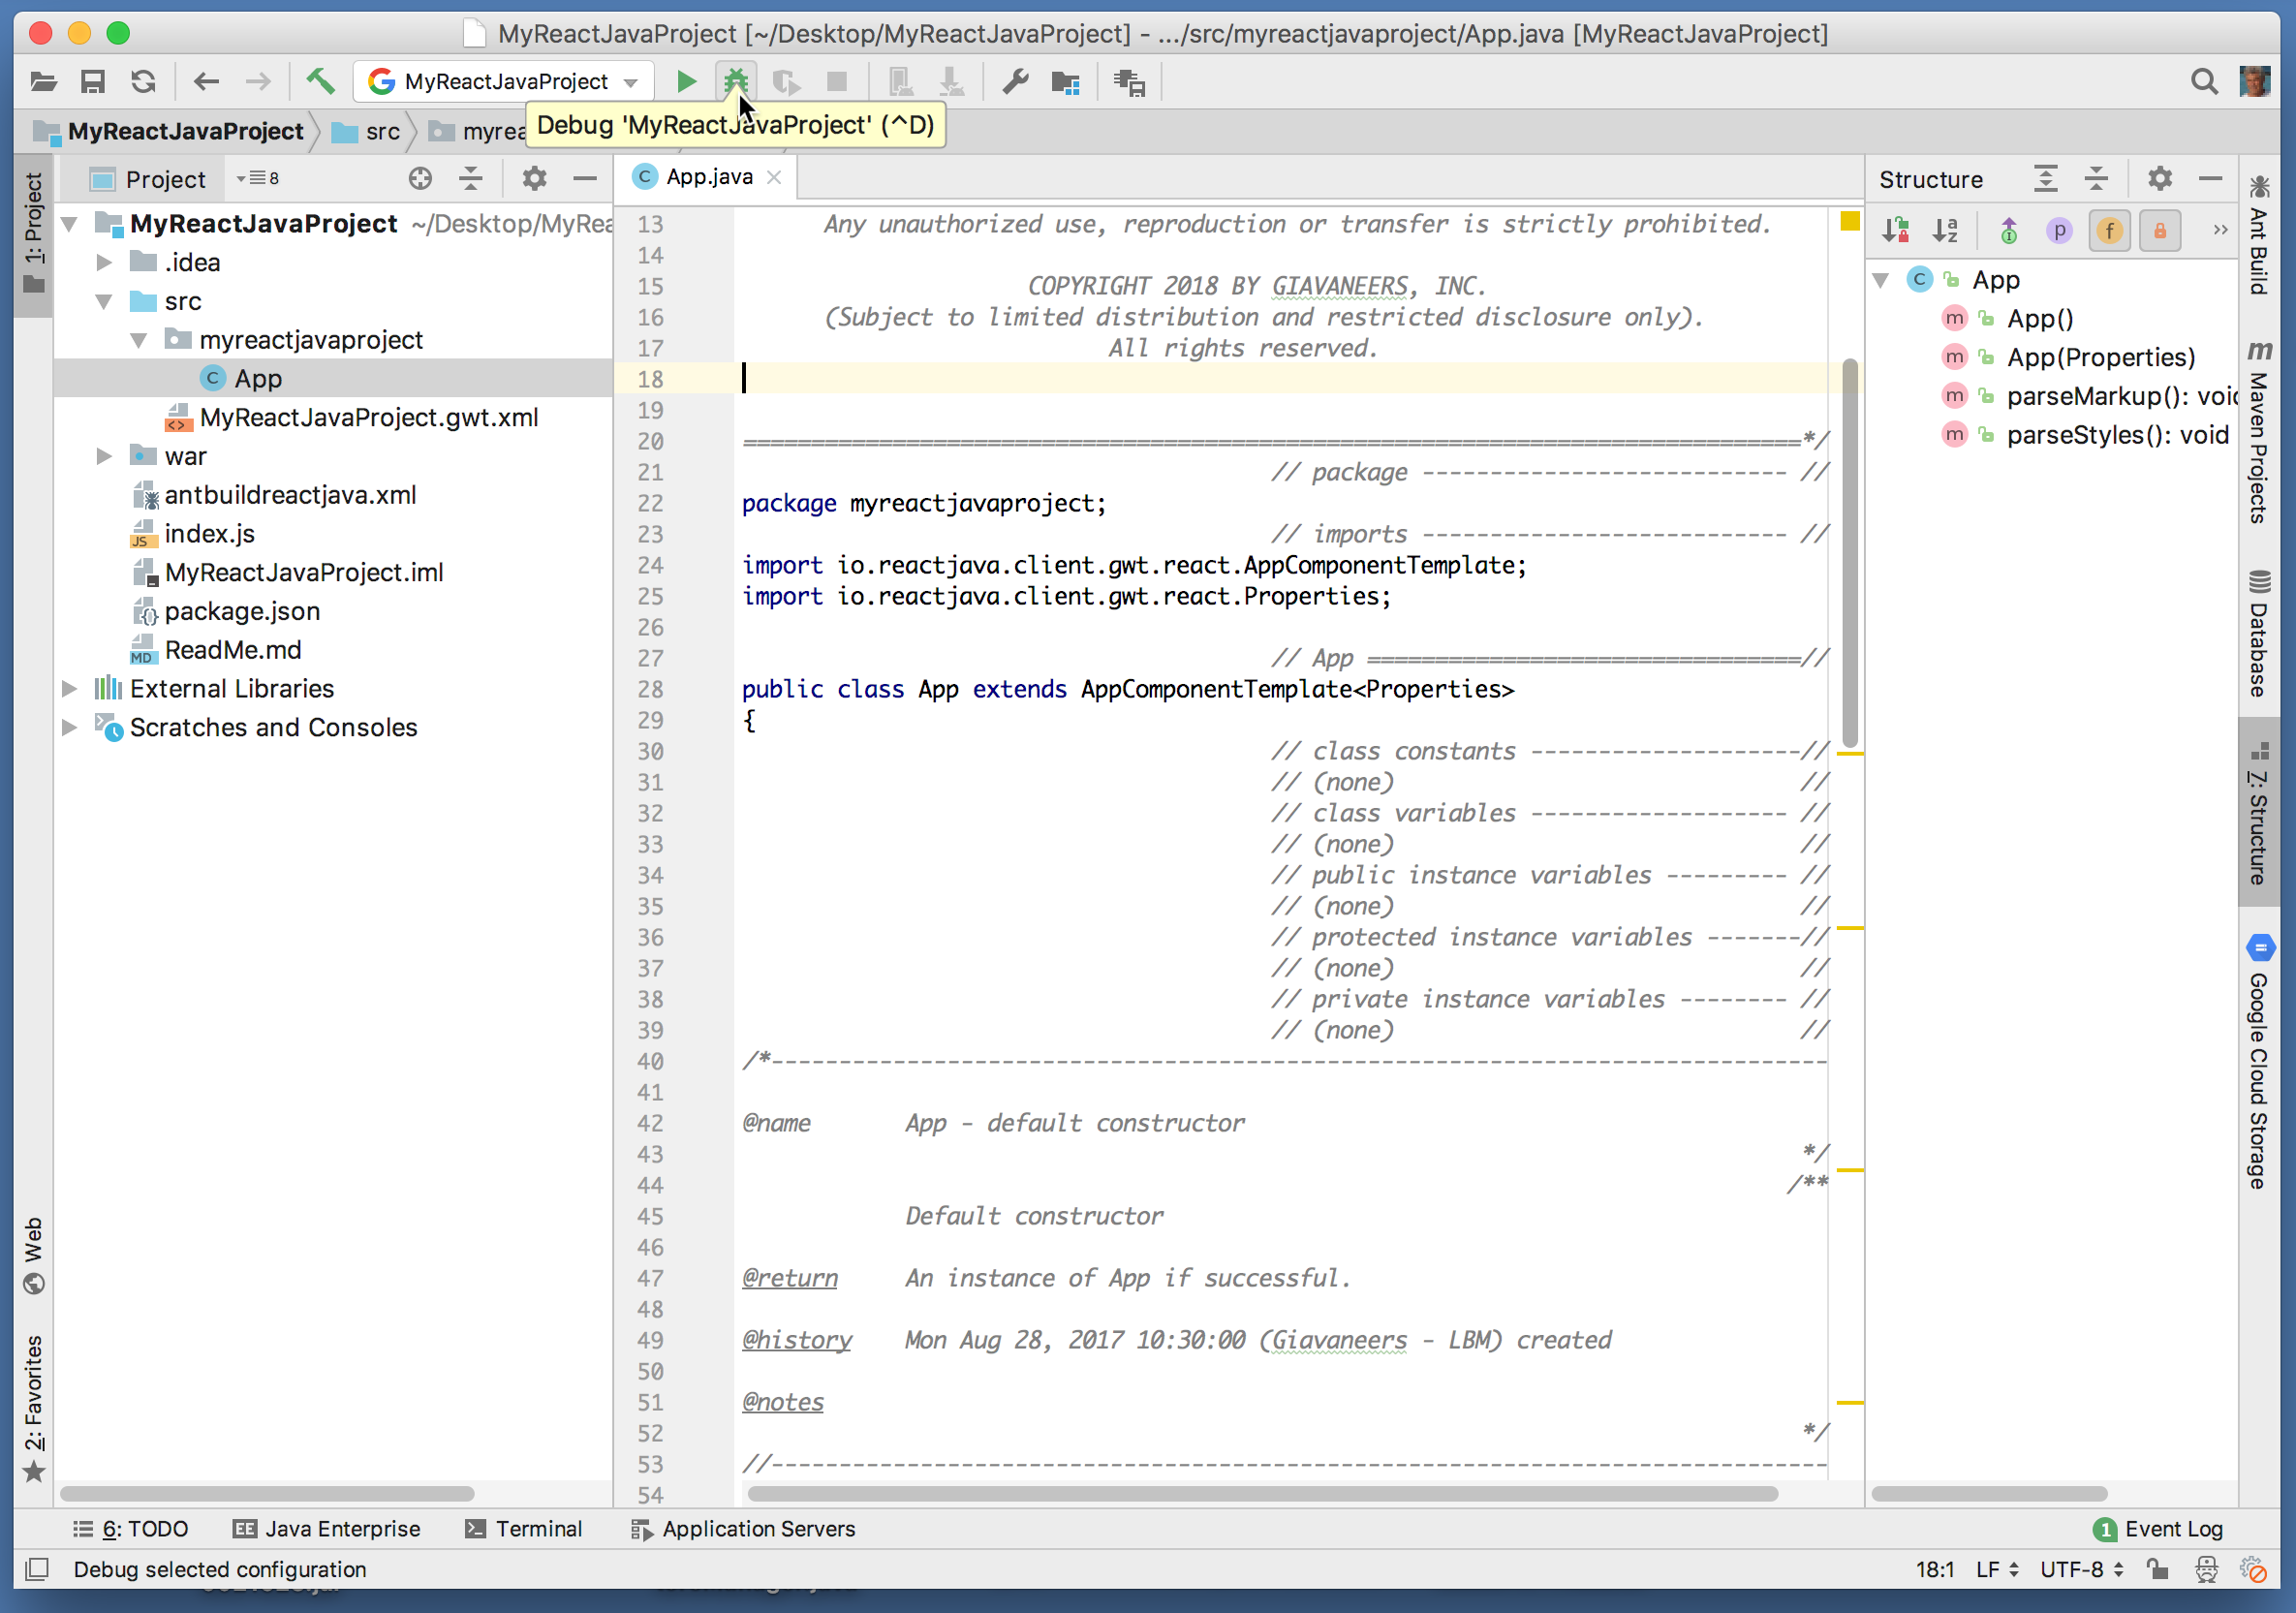 MyReactJavaProject [~/Desktop/MyReactJavaProject] - .../src/myreactjavaproject/App.java [MyReactJavaProject]
MyReactJavaProject
Debug 'MyReactJavaProject' (^D)
MyReactJavaProject src myrea
1: Project
Web
2: Favorites
Project 8
MyReactJavaProject ~/Desktop/MyRea
.idea
src
myreactjavaproject
C App
MyReactJavaProject.gwt.xml
war
antbuildreactjava.xml
JS index.js
MyReactJavaProject.iml
package.json
MD ReadMe.md
External Libraries
Scratches and Consoles
C App.java
13 Any unauthorized use, reproduction or transfer is strictly prohibited.
14
15 COPYRIGHT 2018 BY GIAVANEERS, INC.
16 (Subject to limited distribution and restricted disclosure only).
17 All rights reserved.
18
19
20 ==============================================================================*/
21 // package --------------------------- //
22 package myreactjavaproject;
23 // imports --------------------------- //
24 import io.reactjava.client.gwt.react.AppComponentTemplate;
25 import io.reactjava.client.gwt.react.Properties;
26
27 // App ================================//
28 public class App extends AppComponentTemplate<Properties>
29 {
30 // class constants --------------------//
31 // (none) //
32 // class variables ------------------- //
33 // (none) //
34 // public instance variables --------- //
35 // (none) //
36 // protected instance variables -------//
37 // (none) //
38 // private instance variables -------- //
39 // (none) //
40 /*------------------------------------------------------------------------------
41
42 @name App - default constructor
43 */
44 /**
45 Default constructor
46
47 @return An instance of App if successful.
48
49 @history Mon Aug 28, 2017 10:30:00 (Giavaneers - LBM) created
50
51 @notes
52 */
53 //------------------------------------------------------------------------------
54
Structure
p f
C App
m App()
m App(Properties)
m parseMarkup(): voi
m parseStyles(): void
Ant Build
m Maven Projects
Database
7: Structure
Google Cloud Storage
6: TODO Java Enterprise Terminal Application Servers 1 Event Log
Debug selected configuration 18:1 LF UTF-8